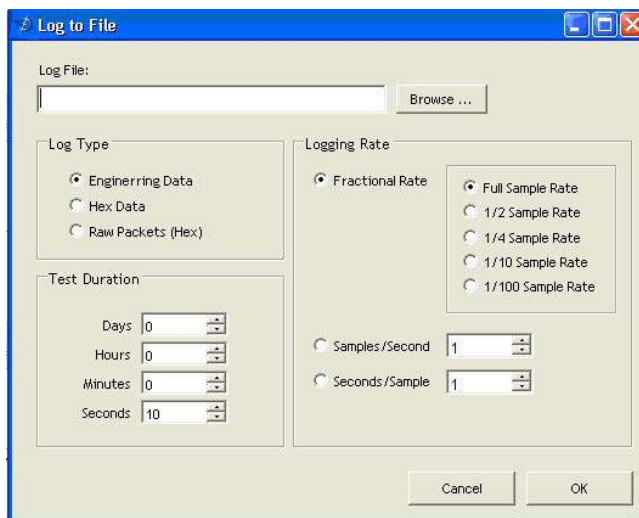 Log to File
Log File:
Browse ...
Log Type
Enginerring Data
Hex Data
Raw Packets (Hex)
Test Duration
Days 0
Hours 0
Minutes 0
Seconds 10
Logging Rate
Fractional Rate
Full Sample Rate
1/2 Sample Rate
1/4 Sample Rate
1/10 Sample Rate
1/100 Sample Rate
Samples/Second 1
Seconds/Sample 1
Cancel
OK